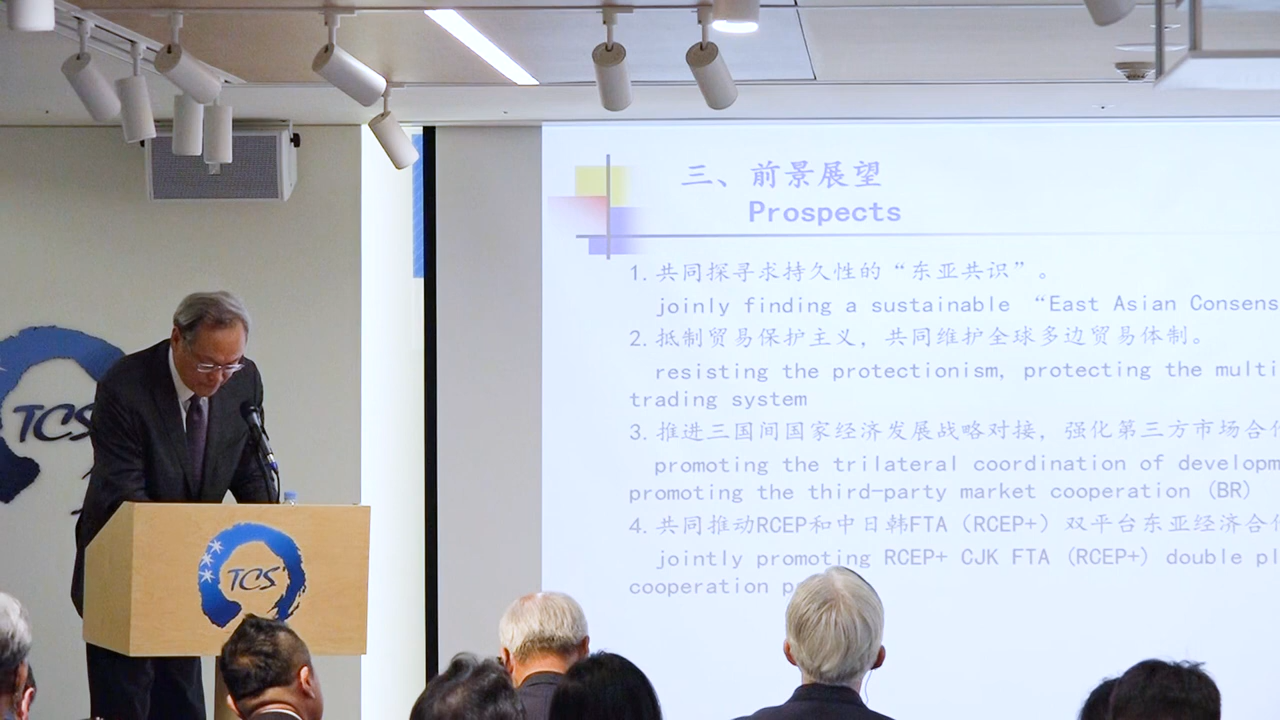 TCS
TCS
三、前景展望
Prospects
1. 共同探寻求持久性的“东亚共识”。
joinly finding a sustainable “East Asian Consens
2. 抵制贸易保护主义，共同维护全球多边贸易体制。
resisting the protectionism, protecting the multi
trading system
3. 推进三国间国家经济发展战略对接，强化第三方市场合作
promoting the trilateral coordination of developm
promoting the third-party market cooperation (BR)
4. 共同推动RCEP和中日韩FTA（RCEP+）双平台东亚经济合作
jointly promoting RCEP+ CJK FTA (RCEP+) double pl
cooperation p